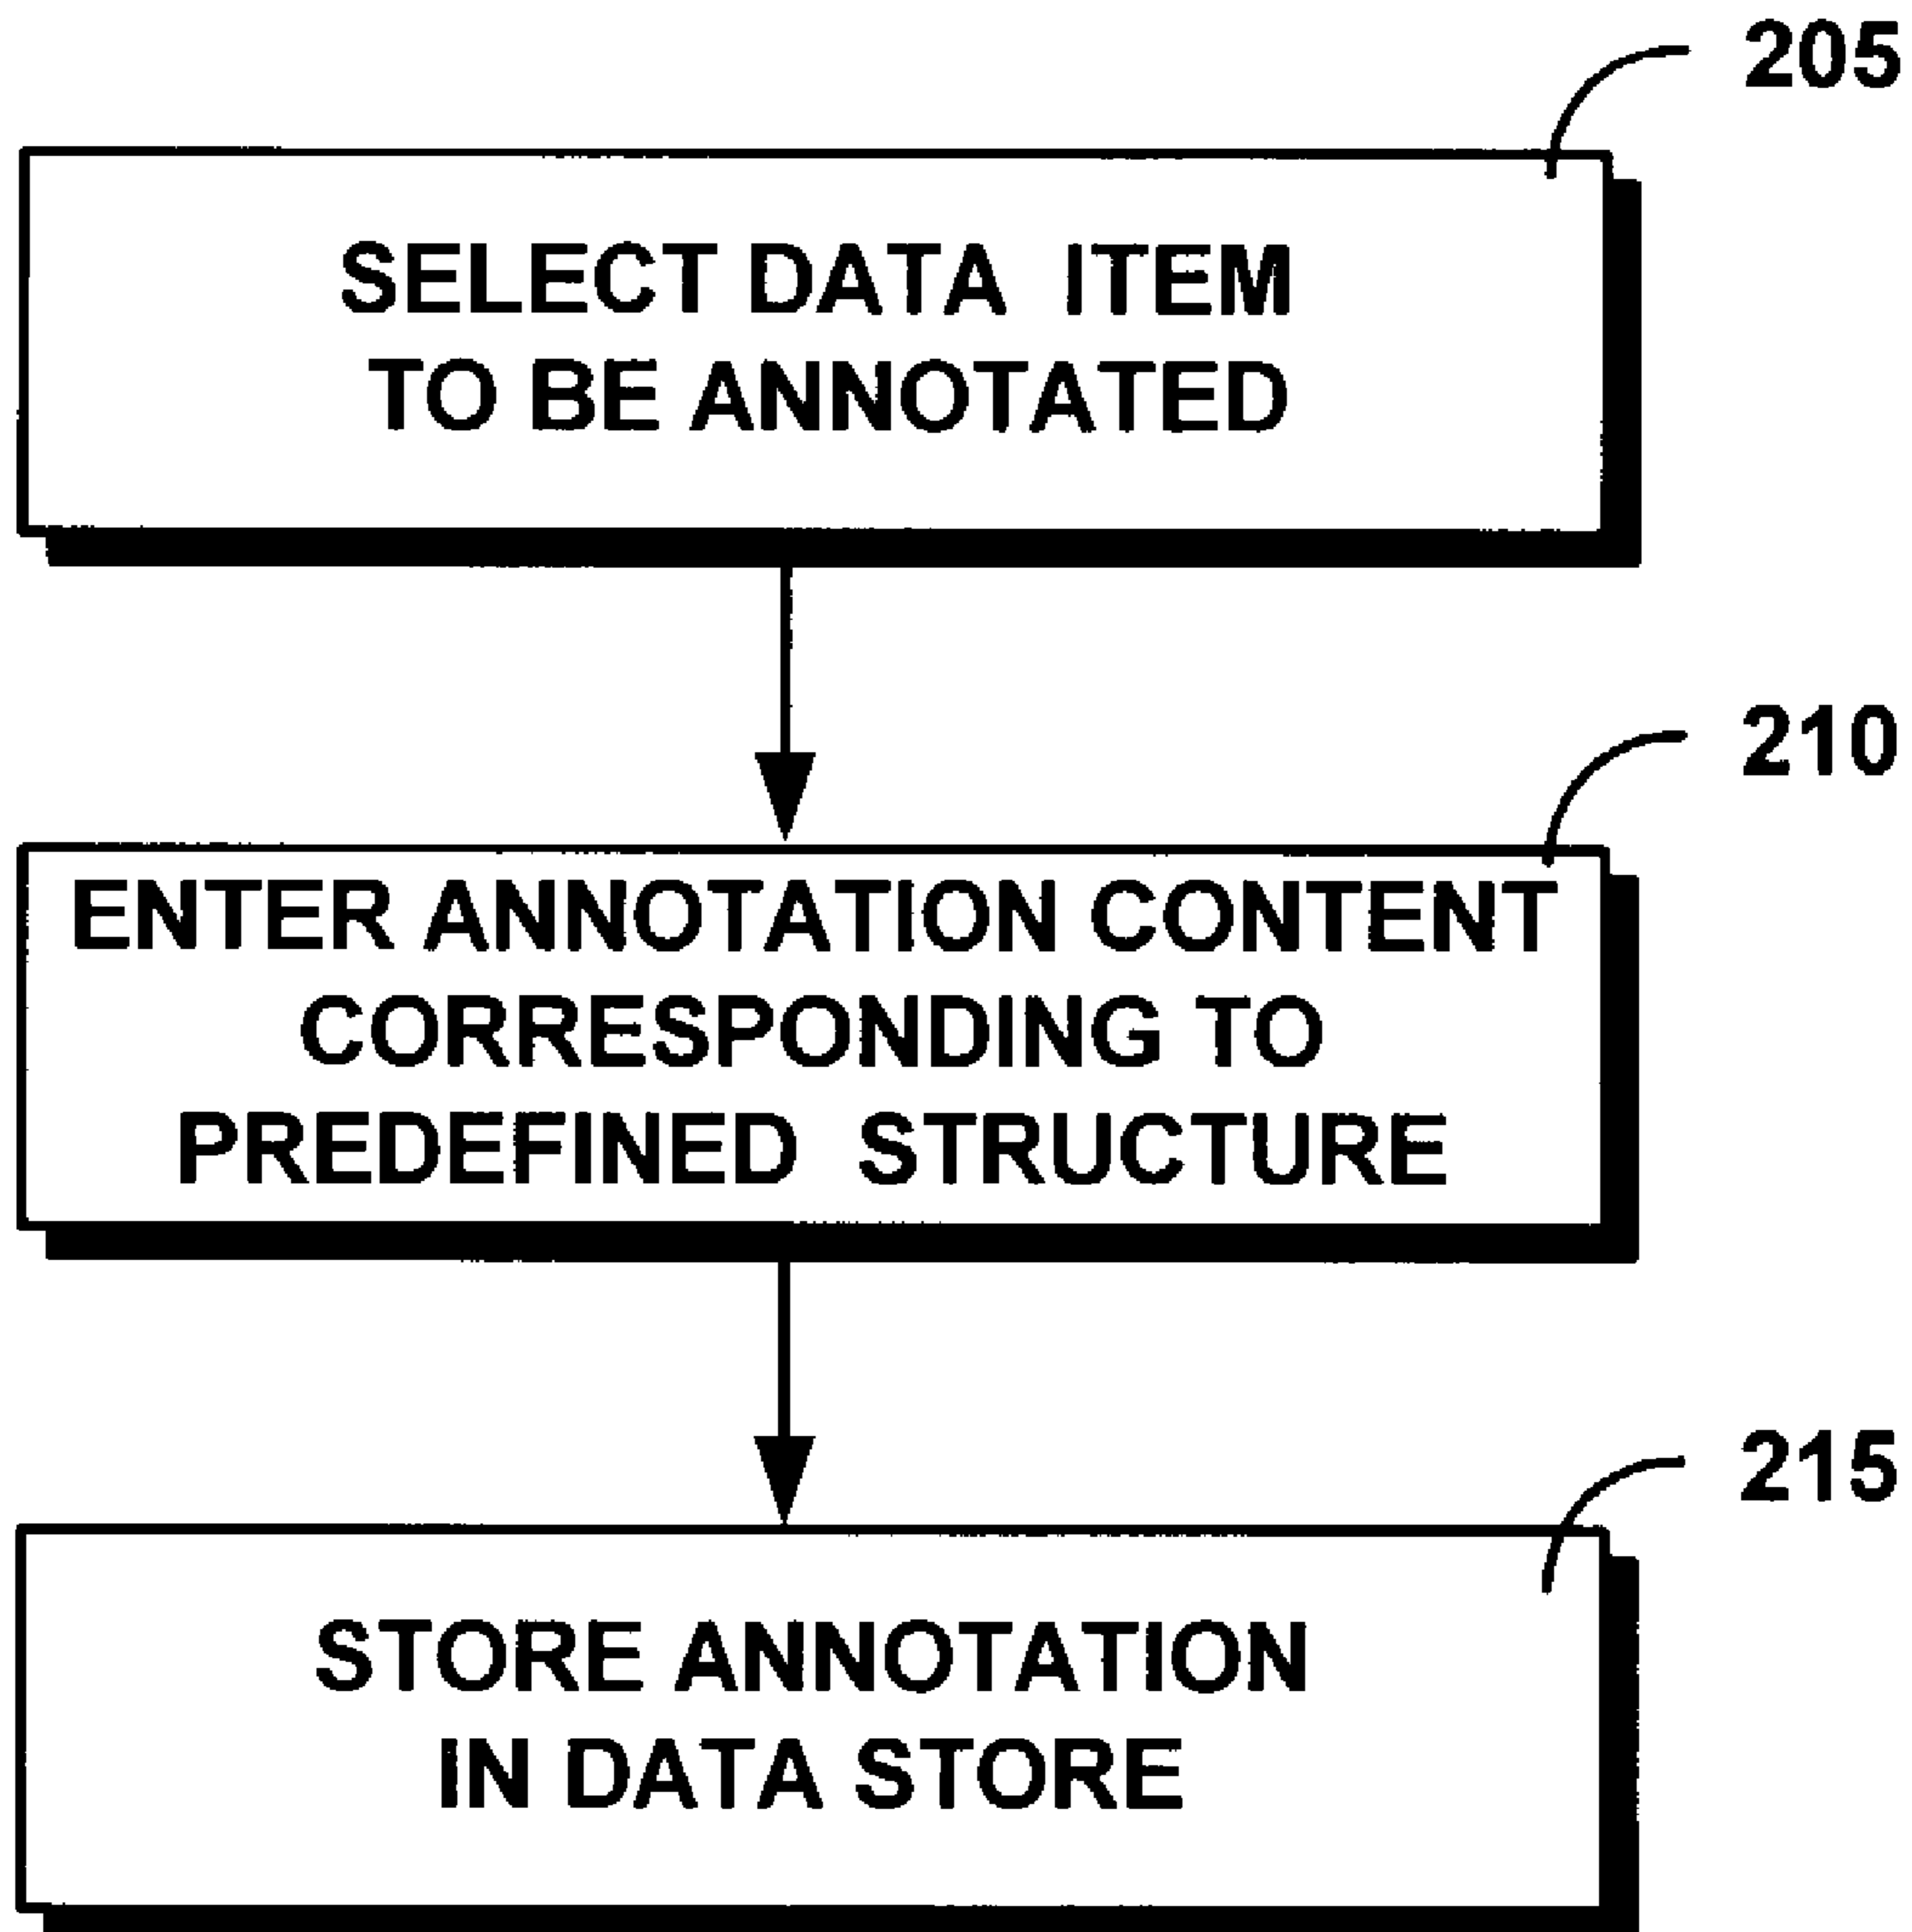 205
SELECT DATA ITEM
TO BE ANNOTATED
210
ENTER ANNOTATION CONTENT
CORRESPONDING TO
PREDEFINED STRUCTURE
215
STORE ANNOTATION
IN DATA STORE